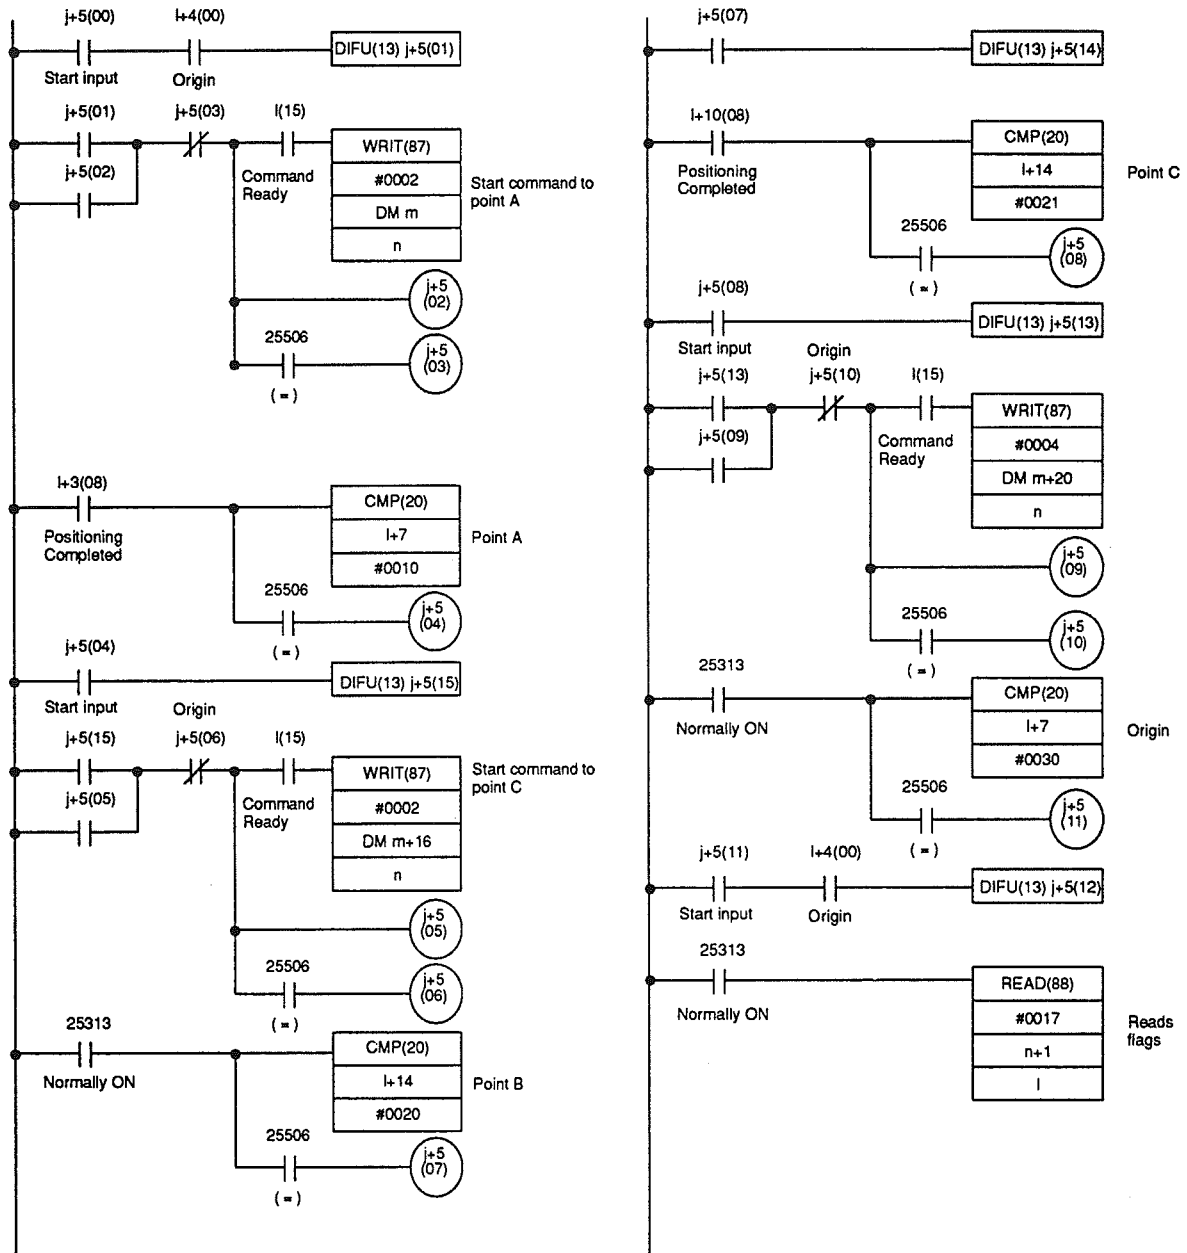 j+5(00) l+4(00)
DIFU(13) j+5(01)
Start input Origin
j+5(01) j+5(03) l(15)
WRIT(87)
j+5(02)
Command
Ready
#0002
Start command to
point A
DM m
n
j+5
(02)
25506
j+5
(03)
( = )
l+3(08)
CMP(20)
Positioning
Completed
l+7
Point A
#0010
25506
j+5
(04)
( = )
j+5(04)
DIFU(13) j+5(15)
Start input Origin
j+5(15) j+5(06) l(15)
WRIT(87)
Start command to
point C
j+5(05)
Command
Ready
#0002
DM m+16
n
j+5
(05)
25506
j+5
(06)
( = )
25313
CMP(20)
Normally ON
l+14
Point B
#0020
25506
j+5
(07)
( = )
j+5(07)
DIFU(13) j+5(14)
l+10(08)
CMP(20)
Positioning
Completed
l+14
Point C
#0021
25506
j+5
(08)
( = )
j+5(08)
DIFU(13) j+5(13)
Start input Origin
j+5(13) j+5(10) l(15)
WRIT(87)
j+5(09)
Command
Ready
#0004
DM m+20
n
j+5
(09)
25506
j+5
(10)
( = )
25313
CMP(20)
Normally ON
l+7
Origin
#0030
25506
j+5
(11)
( = )
j+5(11) l+4(00)
DIFU(13) j+5(12)
Start input Origin
25313
READ(88)
Normally ON
#0017
Reads
flags
n+1
l